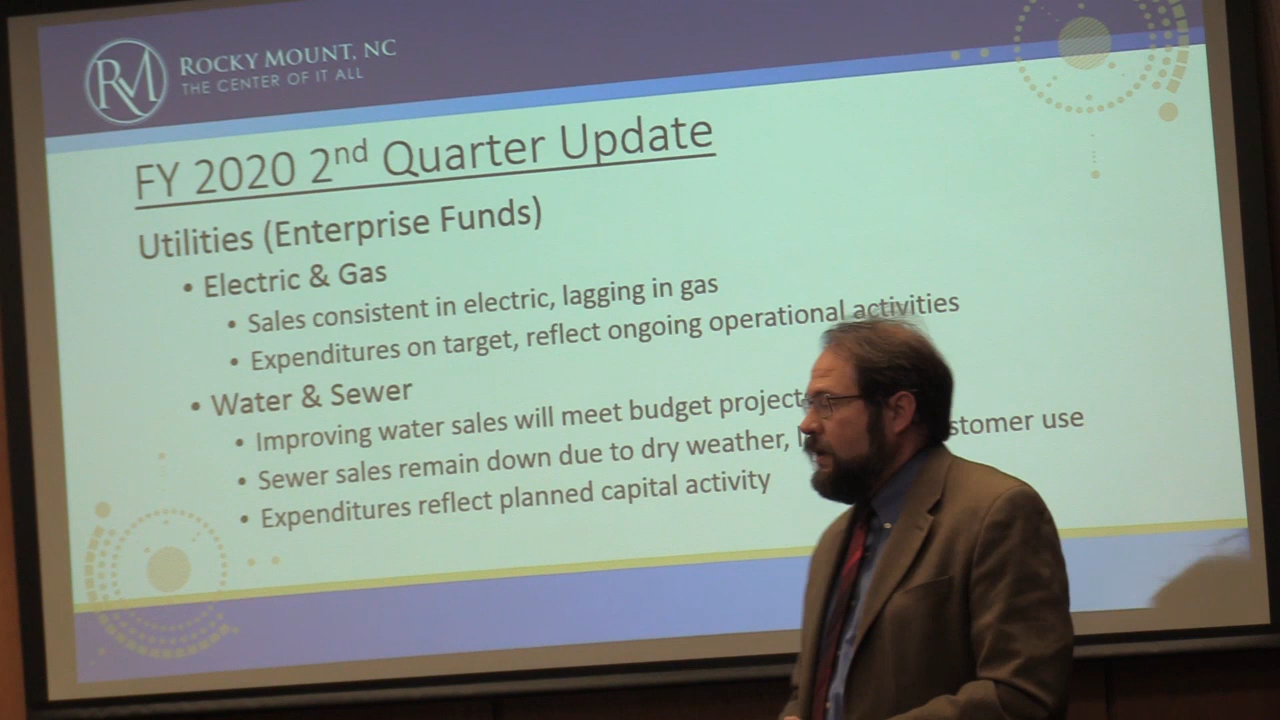 RM
ROCKY MOUNT, NC
THE CENTER OF IT ALL
FY 2020 2nd Quarter Update
Utilities (Enterprise Funds)
• Electric & Gas
• Sales consistent in electric, lagging in gas
• Expenditures on target, reflect ongoing operational activities
• Water & Sewer
• Improving water sales will meet budget project
• Sewer sales remain down due to dry weather, stomer use
• Expenditures reflect planned capital activity